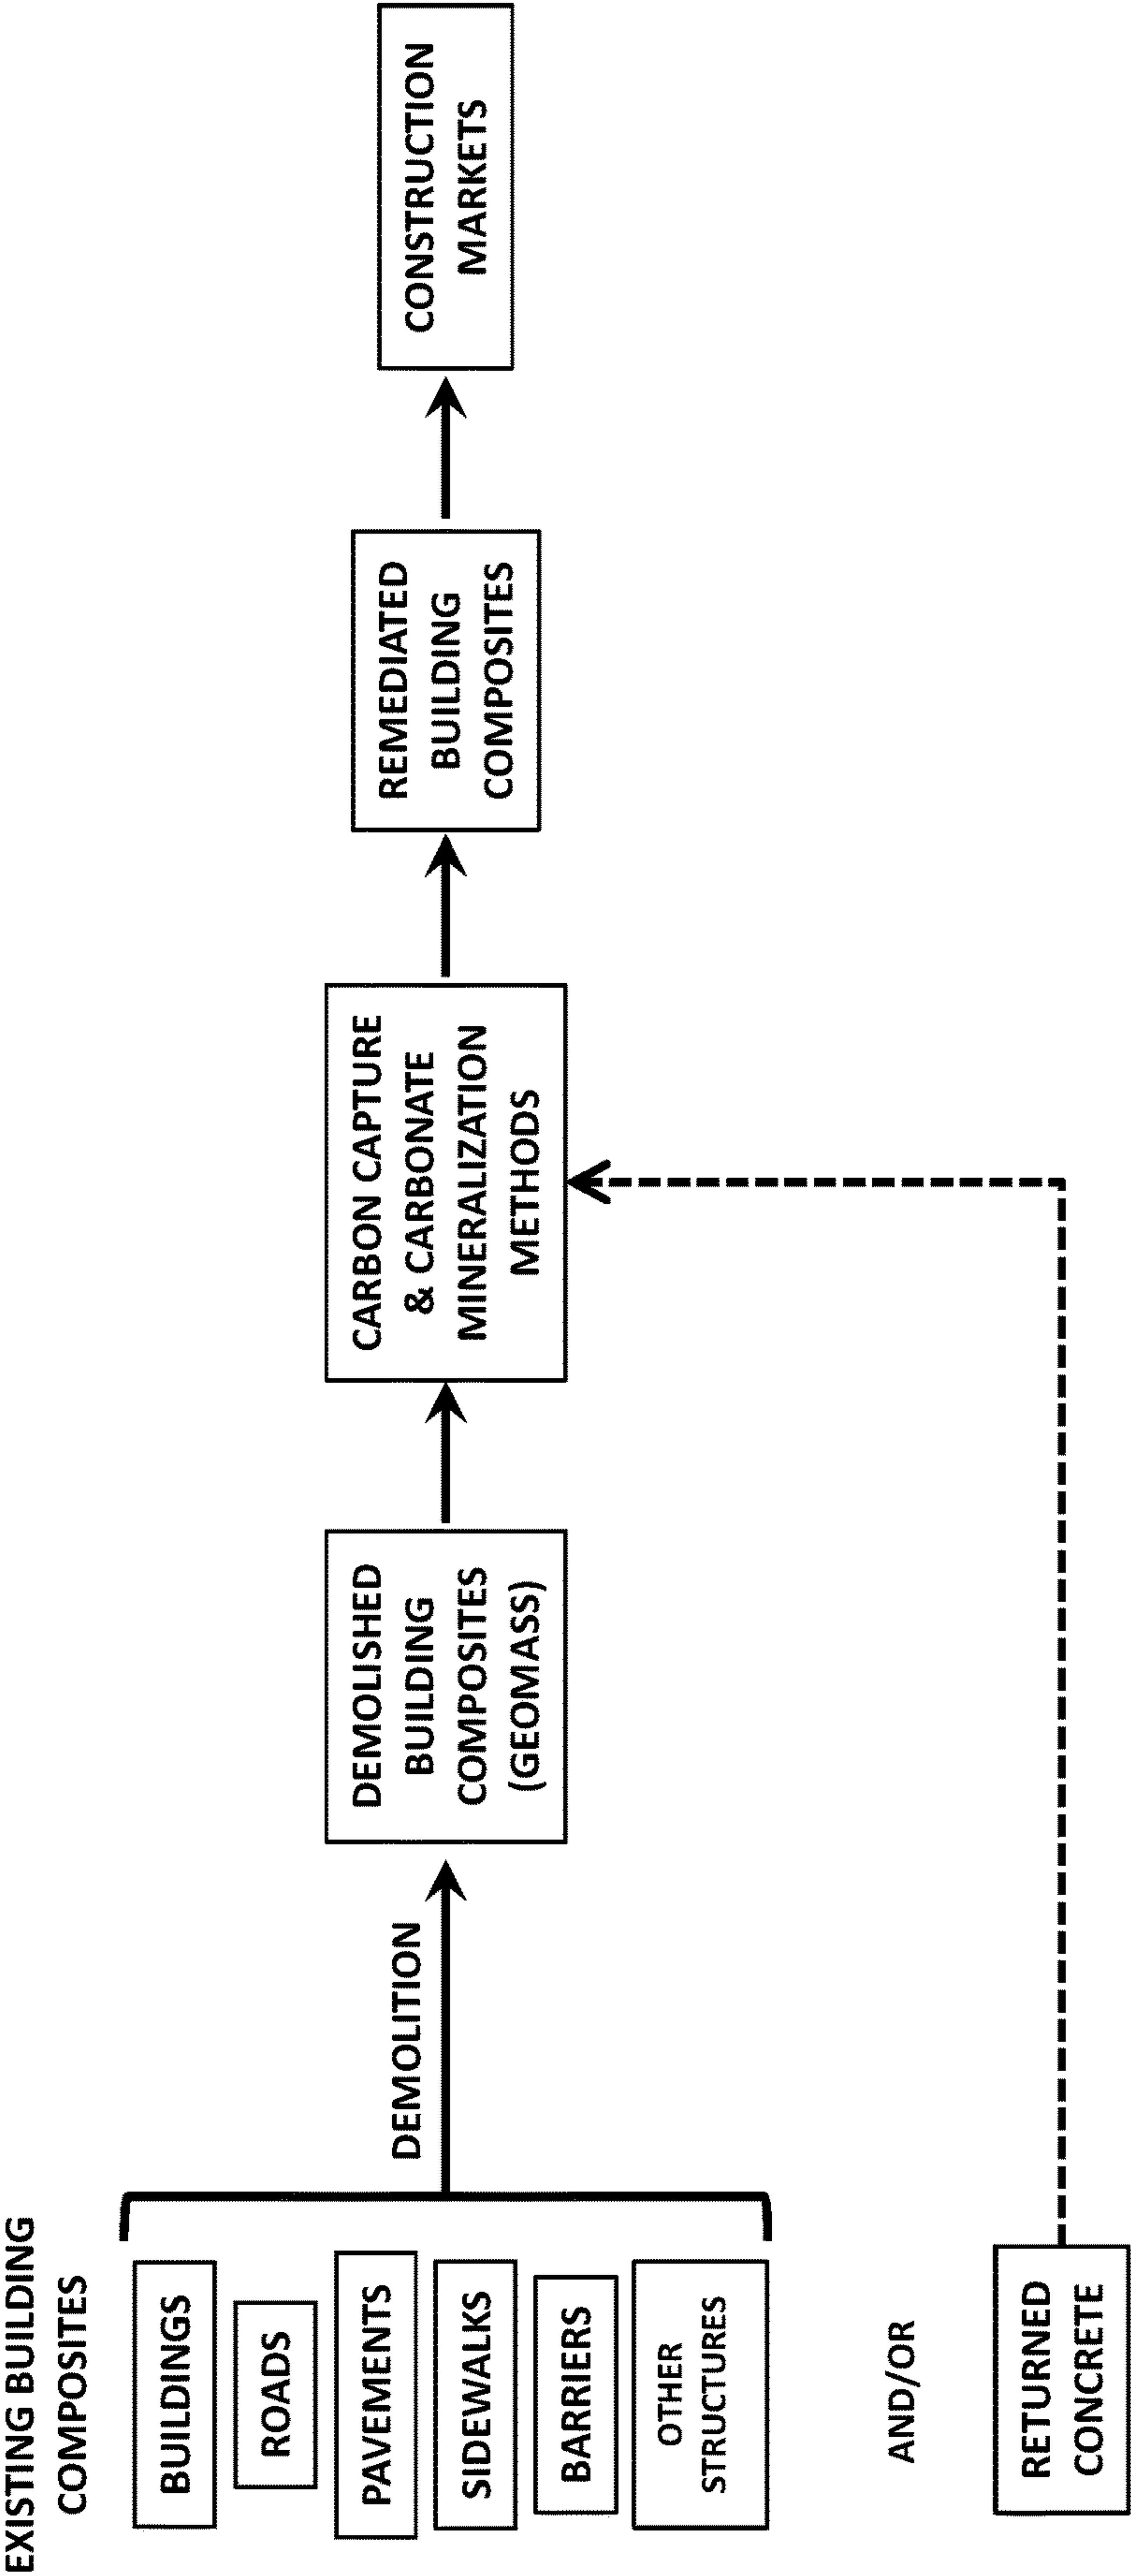 EXISTING BUILDING
COMPOSITES
BUILDINGS
ROADS
PAVEMENTS
SIDEWALKS
BARRIERS
OTHER
STRUCTURES
AND/OR
RETURNED
CONCRETE
DEMOLITION
DEMOLISHED
BUILDING
COMPOSITES
(GEOMASS)
CARBON CAPTURE
& CARBONATE
MINERALIZATION
METHODS
REMEDIATED
BUILDING
COMPOSITES
CONSTRUCTION
MARKETS